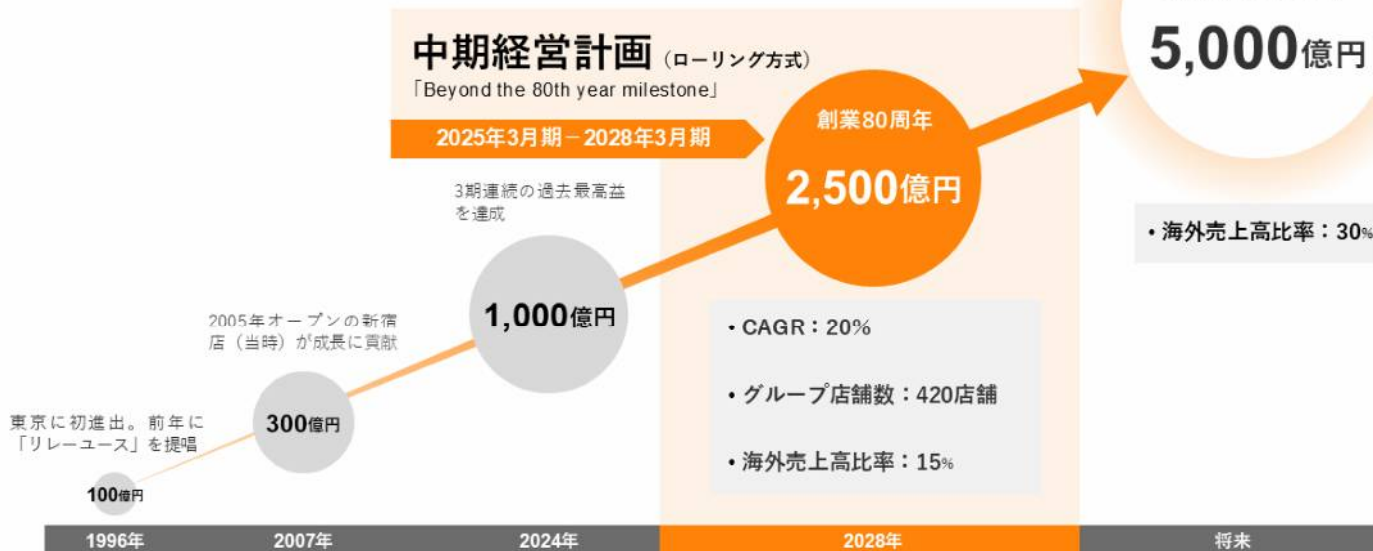 中期経営計画（ローリング方式）
「Beyond the 80th year milestone」
2025年3月期－2028年3月期
創業80周年
2,500億円
5,000億円
・海外売上高比率：30%
3期連続の過去最高益
を達成
1,000億円
・CAGR：20%
・グループ店舗数：420店舗
・海外売上高比率：15%
2005年オープンの新宿
店（当時）が成長に貢献
300億円
東京に初進出。前年に
「リレーユース」を提唱
100億円
1996年
2007年
2024年
2028年
将来